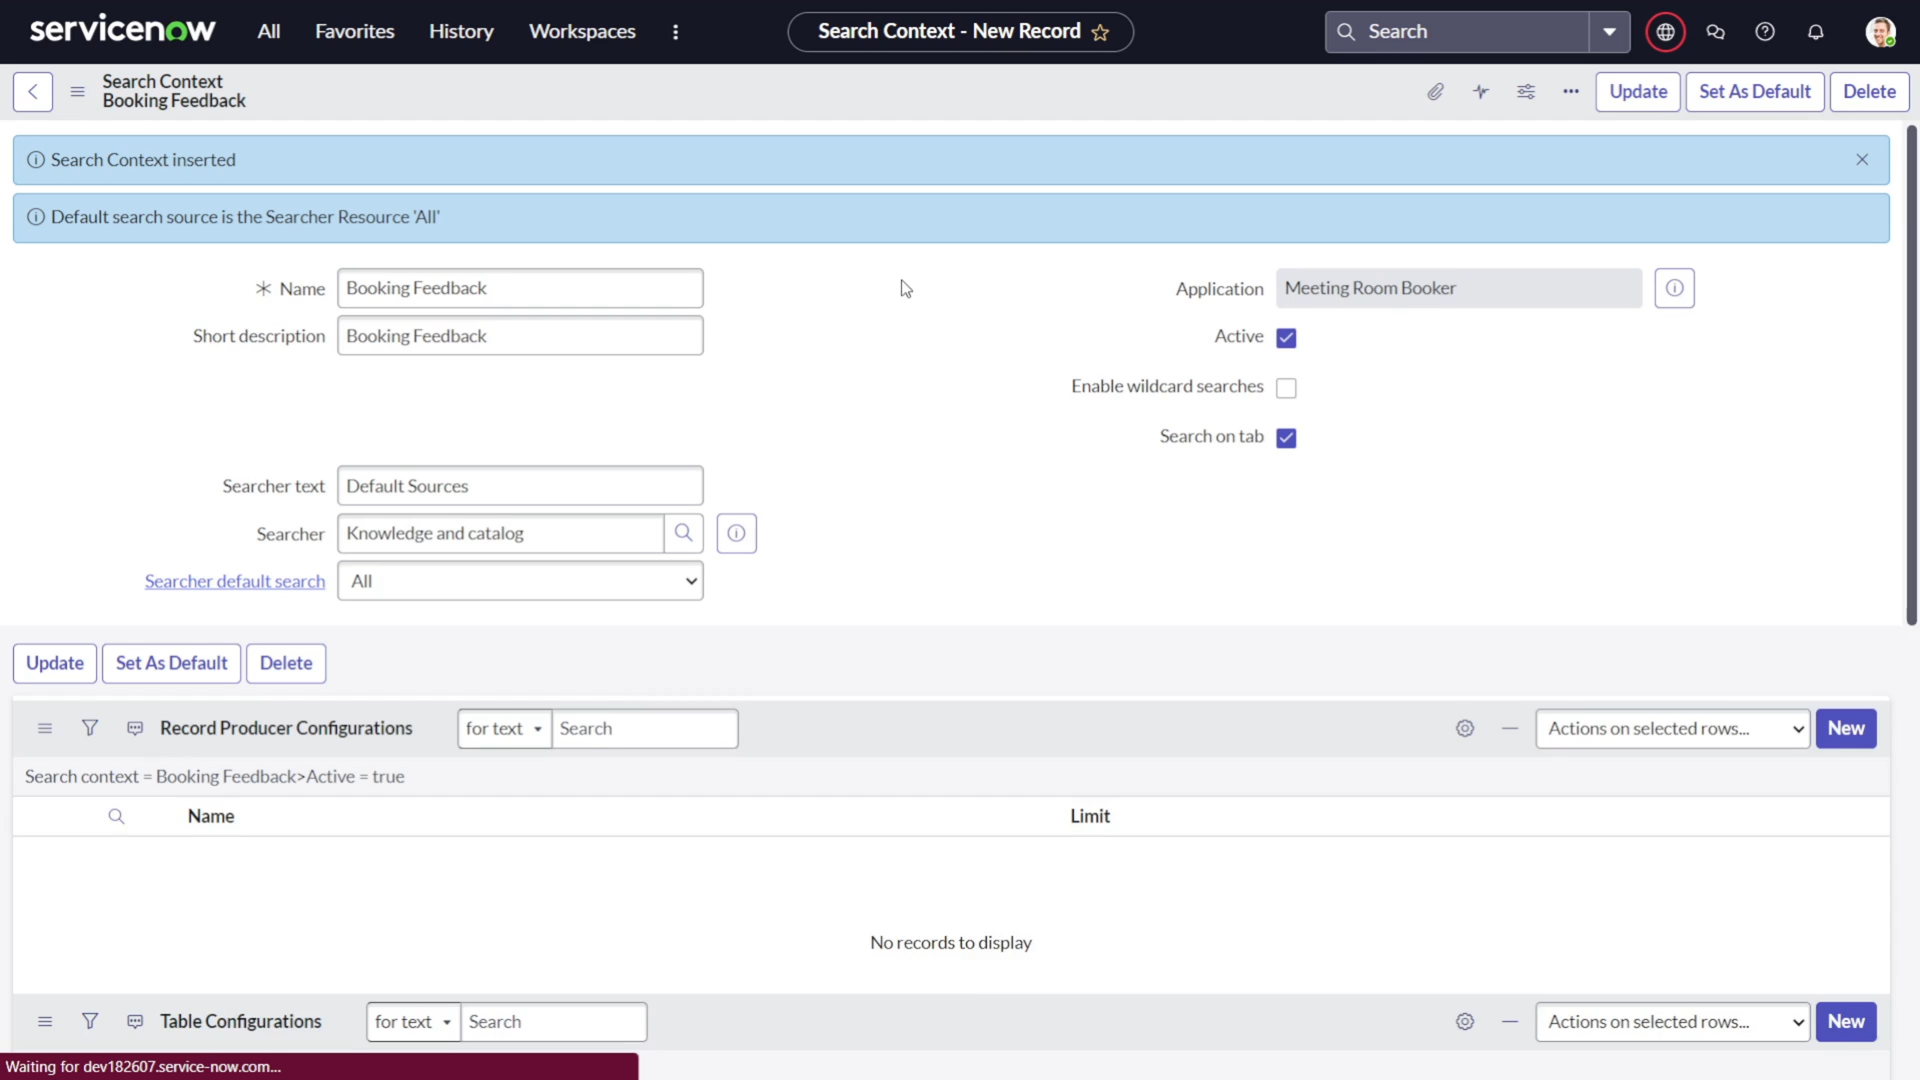 servicenow
All
Favorites
History
Workspaces
Search Context - New Record
Search
Search Context
Booking Feedback
Update
Set As Default
Delete
Search Context inserted
Default search source is the Searcher Resource 'All'
Name
Booking Feedback
Application
Meeting Room Booker
Short description
Booking Feedback
Active
Enable wildcard searches
Search on tab
Searcher text
Default Sources
Searcher
Knowledge and catalog
Searcher default search
All
Update
Set As Default
Delete
Record Producer Configurations
for text
Search
Actions on selected rows...
New
Search context = Booking Feedback>Active = true
Name
Limit
No records to display
Table Configurations
for text
Search
Actions on selected rows...
New
Waiting for dev182607.service-now.com...